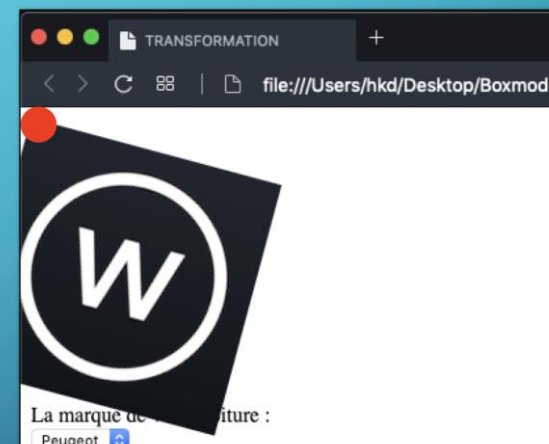 TRANSFORMATION
file:///Users/hkd/Desktop/Boxmod
W
La marque de iture :
Peugeot